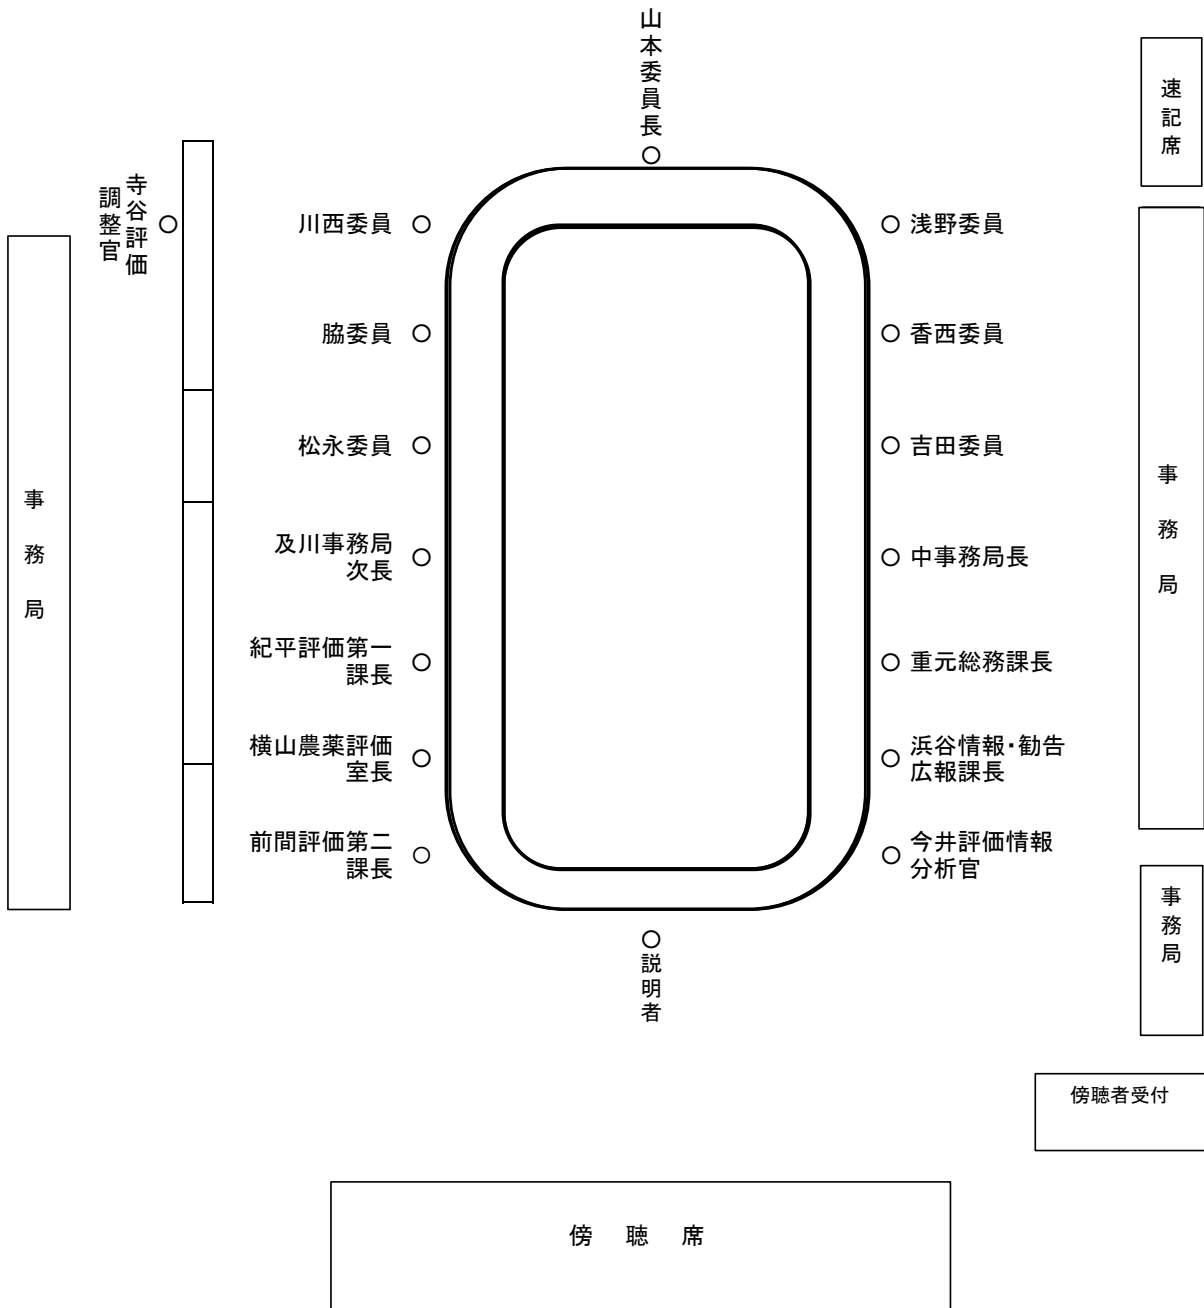 山本委員長
速記席
寺谷評価
調整官
川西委員
浅野委員
脇委員
香西委員
松永委員
吉田委員
事務局
事務局
及川事務局
次長
中事務局長
紀平評価第一
課長
重元総務課長
横山農薬評価
室長
浜谷情報・勧告
広報課長
前間評価第二
課長
今井評価情報
分析官
事務局
説明者
傍聴者受付
傍聴席